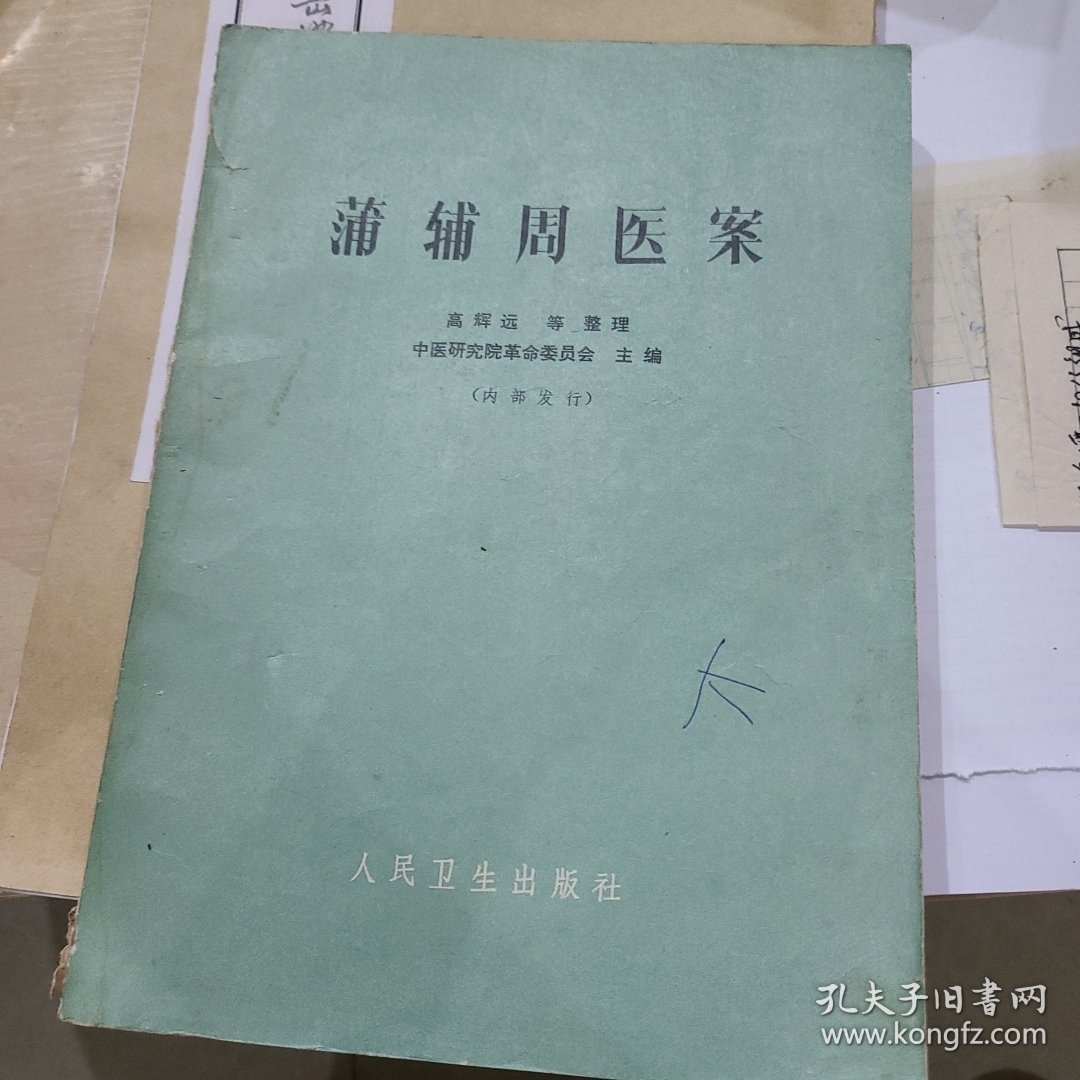 蒲辅周医案
高辉远 等 整理
中医研究院革命委员会 主编
（内部发行）
人民卫生出版社
孔夫子旧書网
www.kongfz.com